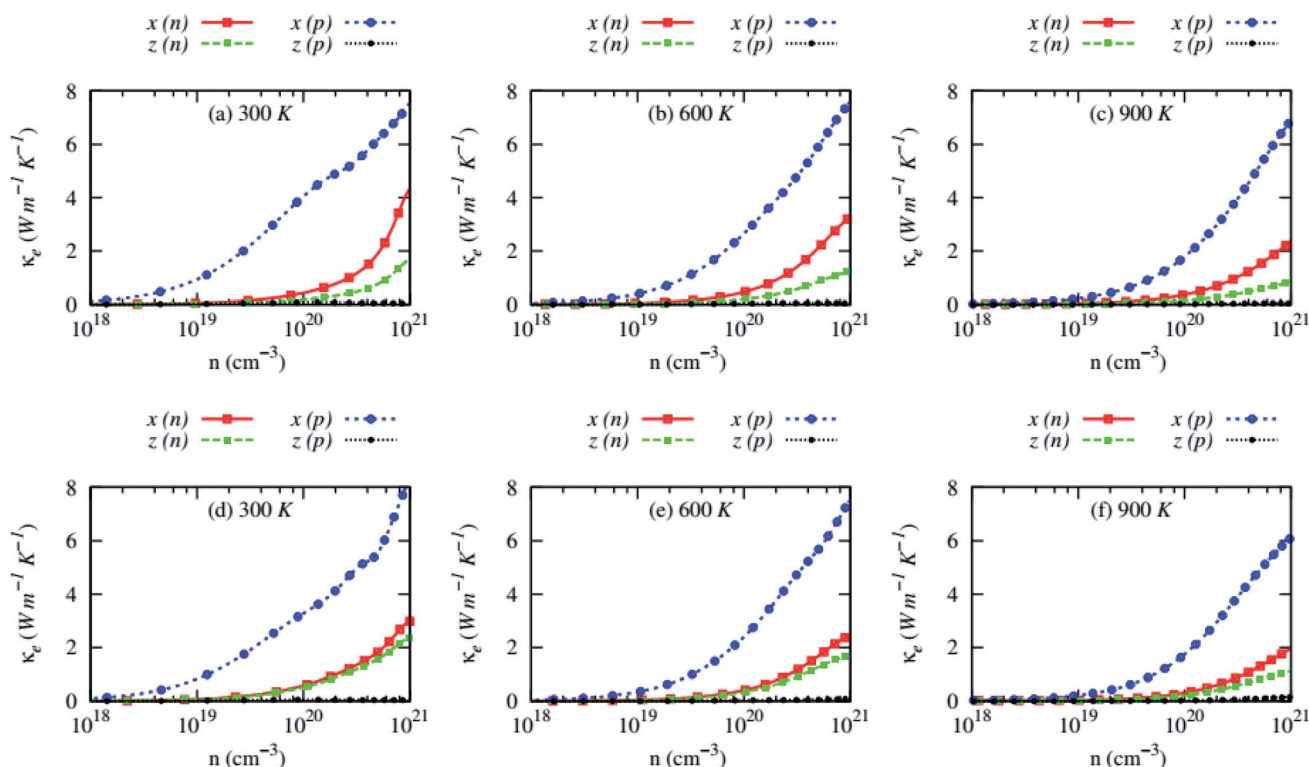 x (n) x (p)
z (n) z (p)
x (n) x (p)
z (n) z (p)
x (n) x (p)
z (n) z (p)
(a) 300 K
κe (W m−1 K−1)
8
6
4
2
0
10^18 10^19 10^20 10^21
n (cm−3)
(b) 600 K
κe (W m−1 K−1)
8
6
4
2
0
10^18 10^19 10^20 10^21
n (cm−3)
(c) 900 K
κe (W m−1 K−1)
8
6
4
2
0
10^18 10^19 10^20 10^21
n (cm−3)
x (n) x (p)
z (n) z (p)
x (n) x (p)
z (n) z (p)
x (n) x (p)
z (n) z (p)
(d) 300 K
κe (W m−1 K−1)
8
6
4
2
0
10^18 10^19 10^20 10^21
n (cm−3)
(e) 600 K
κe (W m−1 K−1)
8
6
4
2
0
10^18 10^19 10^20 10^21
n (cm−3)
(f) 900 K
κe (W m−1 K−1)
8
6
4
2
0
10^18 10^19 10^20 10^21
n (cm−3)